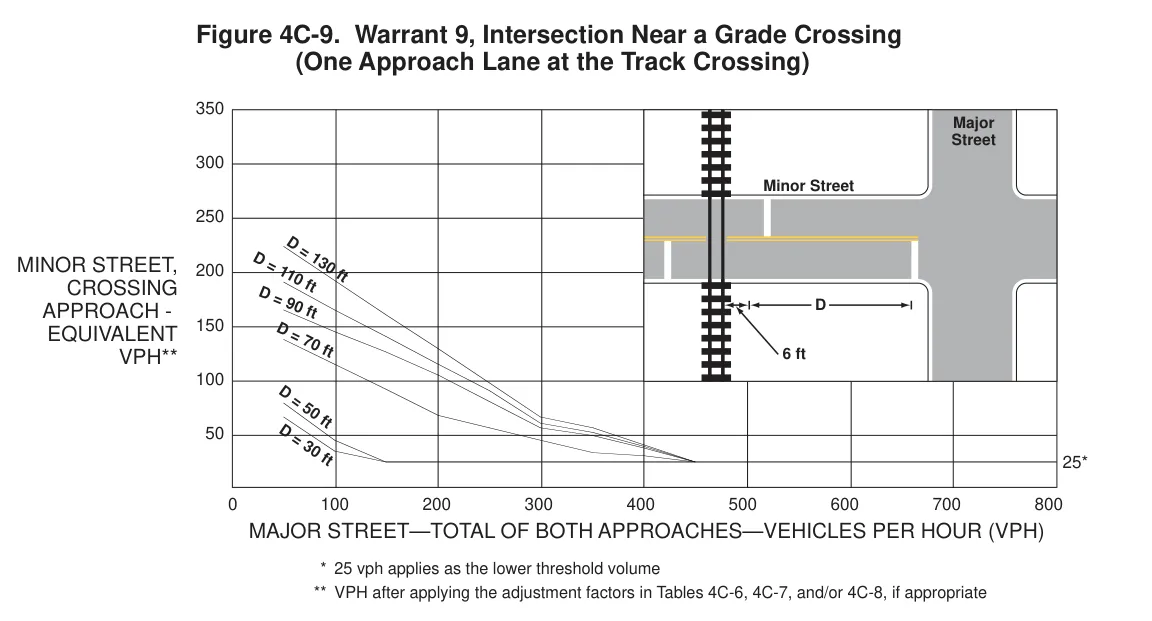 Figure 4C-9. Warrant 9, Intersection Near a Grade Crossing
(One Approach Lane at the Track Crossing)
350
300
250
200
150
100
50
MINOR STREET,
CROSSING
APPROACH -
EQUIVALENT
VPH**
D = 130 ft
D = 110 ft
D = 90 ft
D = 70 ft
D = 50 ft
D = 30 ft
Major
Street
Minor Street
D
6 ft
25*
0 100 200 300 400 500 600 700 800
MAJOR STREET—TOTAL OF BOTH APPROACHES—VEHICLES PER HOUR (VPH)
* 25 vph applies as the lower threshold volume
** VPH after applying the adjustment factors in Tables 4C-6, 4C-7, and/or 4C-8, if appropriate